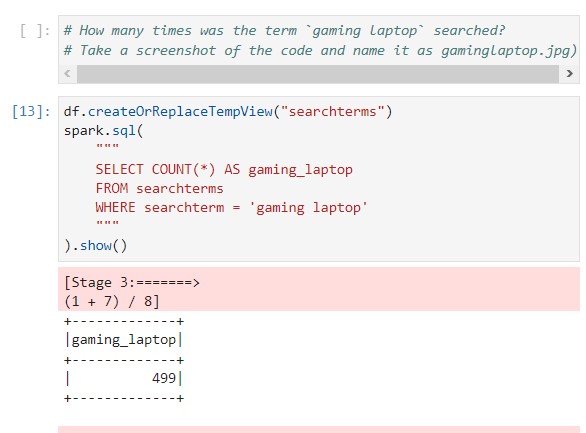 [ ]: # How many times was the term `gaming laptop` searched?
# Take a screenshot of the code and name it as gaminglaptop.jpg)
[13]: df.createOrReplaceTempView("searchterms")
spark.sql(
    """
    SELECT COUNT(*) AS gaming_laptop
    FROM searchterms
    WHERE searchterm = 'gaming laptop'
    """
).show()
[Stage 3:=======>
(1 + 7) / 8]
+-------------+
|gaming_laptop|
+-------------+
|          499|
+-------------+